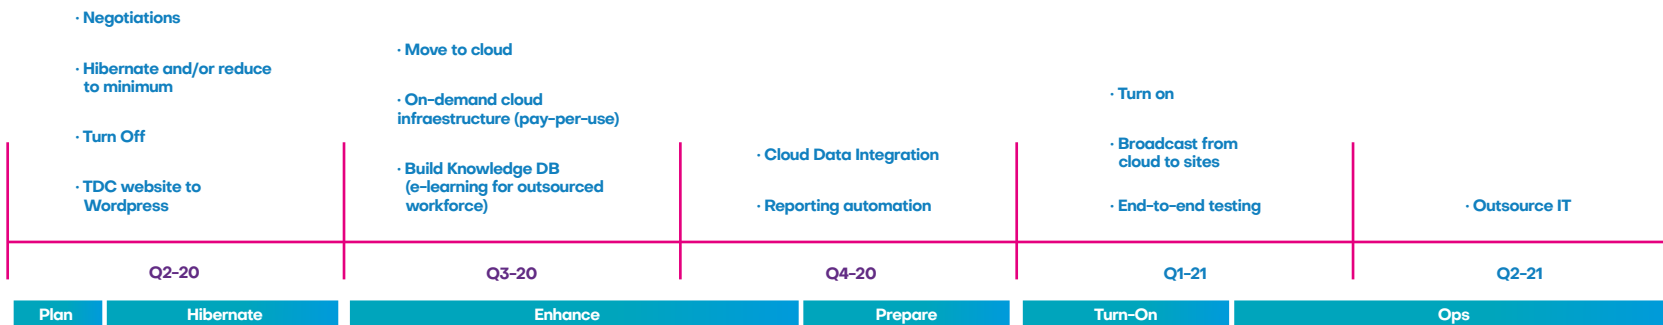 · Negotiations
· Hibernate and/or reduce
to minimum
· Turn Off
· TDC website to
Wordpress
· Move to cloud
· On-demand cloud
infraestructure (pay-per-use)
· Build Knowledge DB
(e-learning for outsourced
workforce)
· Cloud Data Integration
· Reporting automation
· Turn on
· Broadcast from
cloud to sites
· End-to-end testing
· Outsource IT
Q2-20
Q3-20
Q4-20
Q1-21
Q2-21
Plan
Hibernate
Enhance
Prepare
Turn-On
Ops